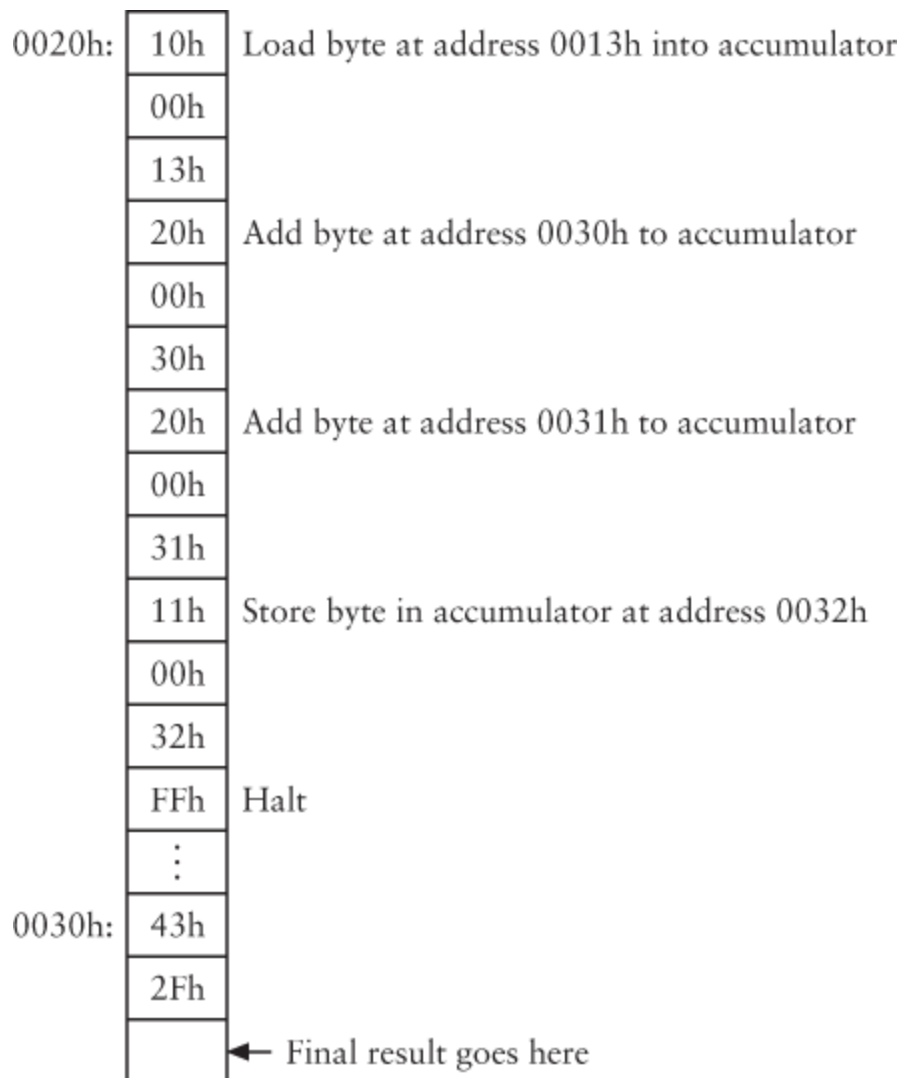 0020h: 10h Load byte at address 0013h into accumulator
00h
13h
20h Add byte at address 0030h to accumulator
00h
30h
20h Add byte at address 0031h to accumulator
00h
31h
11h Store byte in accumulator at address 0032h
00h
32h
FFh Halt
⋮
0030h: 43h
2Fh
Final result goes here